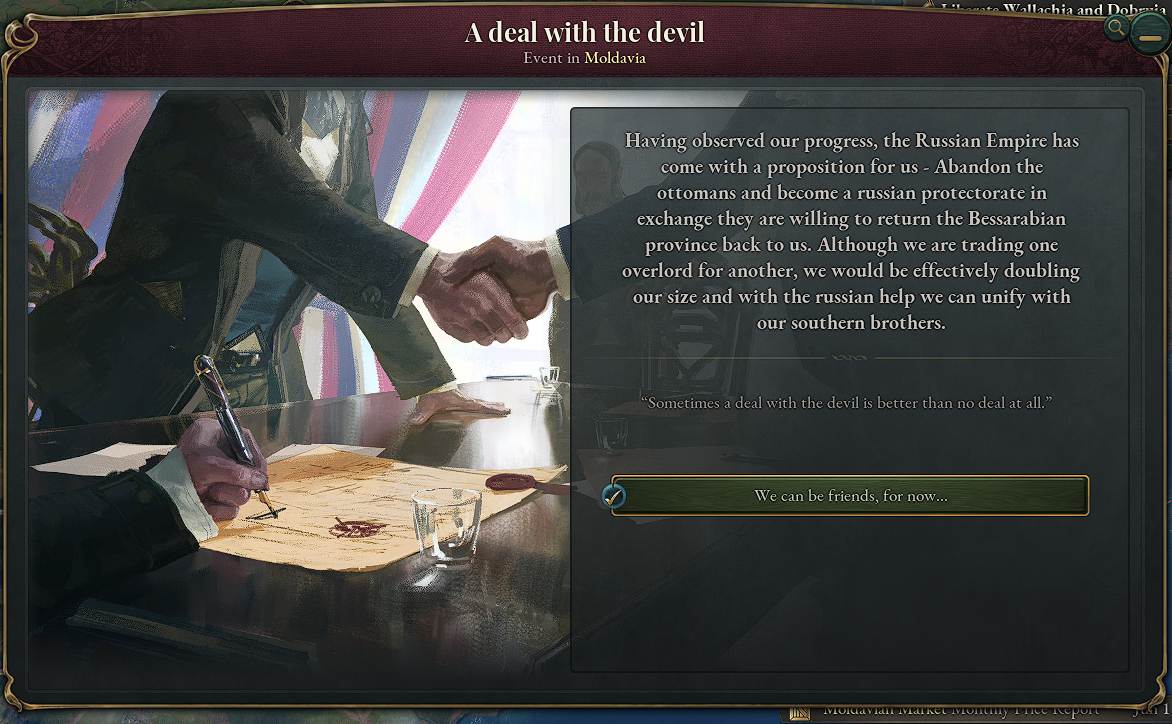 Liberate Wallachia and Dobruja
A deal with the devil
Event in Moldavia
Having observed our progress, the Russian Empire has
come with a proposition for us - Abandon the
ottomans and become a russian protectorate in
exchange they are willing to return the Bessarabian
province back to us. Although we are trading one
overlord for another, we would be effectively doubling
our size and with the russian help we can unify with
our southern brothers.
“Sometimes a deal with the devil is better than no deal at all.”
We can be friends, for now...
Moldavian Market Monthly Price Report
Jun 1